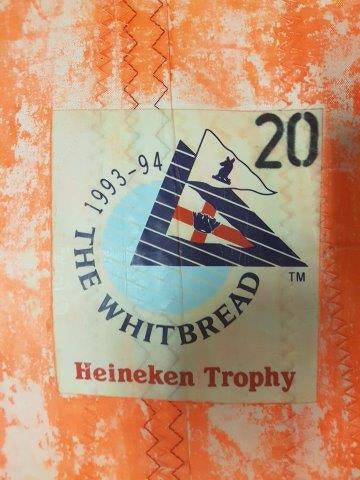 20
1993-94
THE WHITBREAD
TM
Heineken Trophy